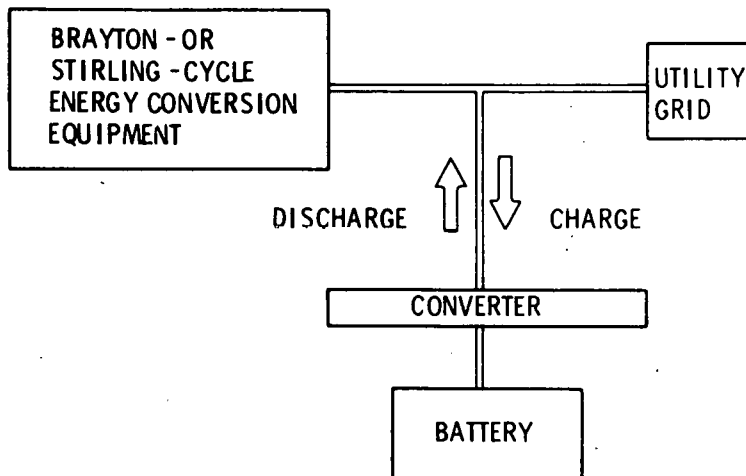 BRAYTON - OR
STIRLING - CYCLE
ENERGY CONVERSION
EQUIPMENT
UTILITY
GRID
DISCHARGE
CHARGE
CONVERTER
BATTERY